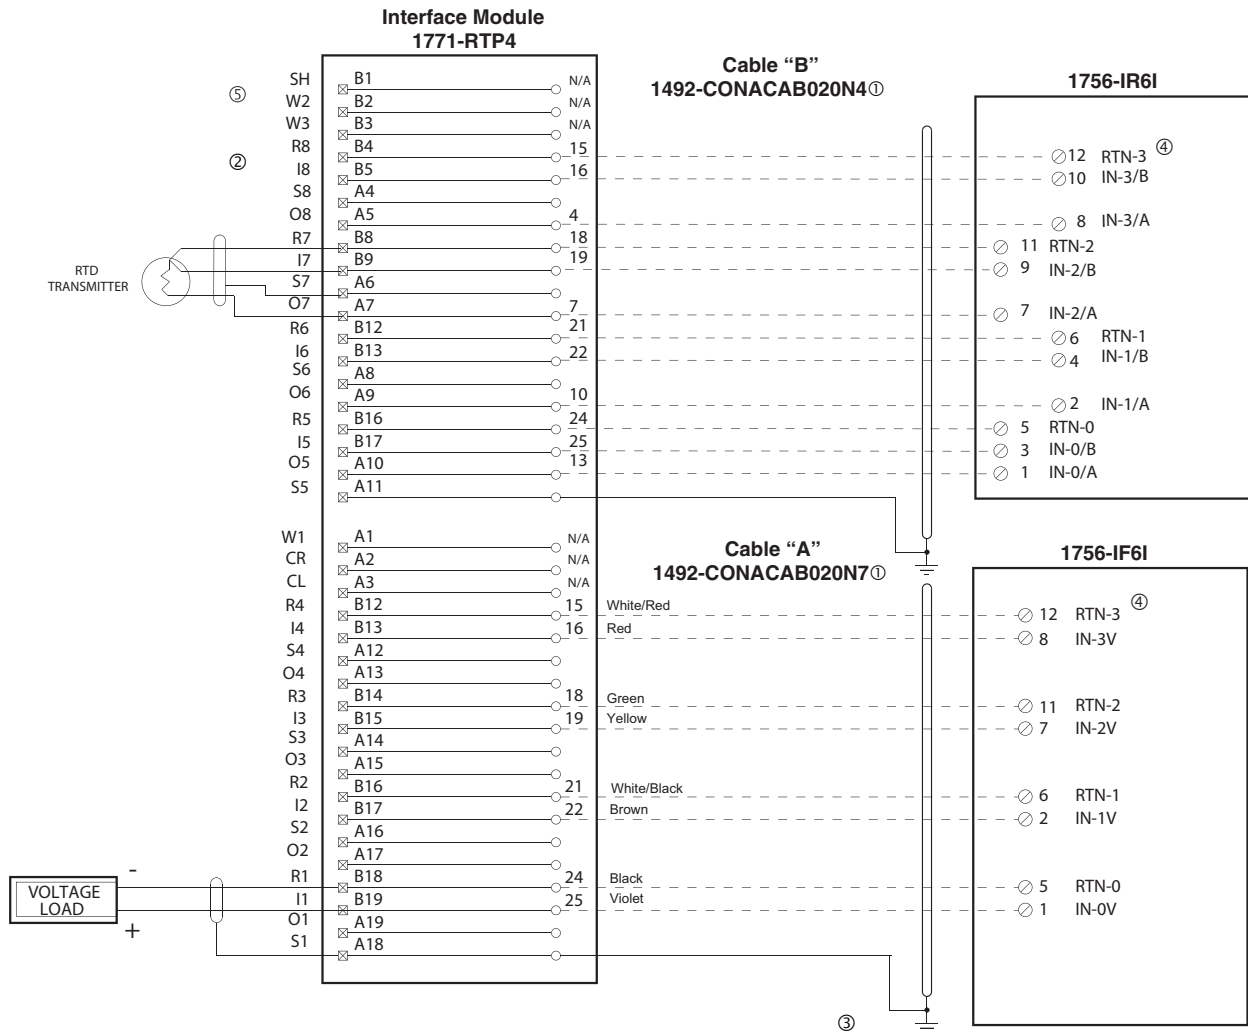 Interface Module
1771-RTP4
Cable “B”
1492-CONACAB020N4①
1756-IR6I
⑤
②
SH B1 N/A
W2 B2 N/A
W3 B3 N/A
R8 B4 15 12 RTN-3 ④
I8 B5 16 10 IN-3/B
S8 A4
O8 A5 4 8 IN-3/A
R7 B8 18 11 RTN-2
I7 B9 19 9 IN-2/B
RTD
TRANSMITTER
S7 A6
O7 A7 7 7 IN-2/A
R6 B12 21 6 RTN-1
I6 B13 22 4 IN-1/B
S6 A8
O6 A9 10 2 IN-1/A
R5 B16 24 5 RTN-0
I5 B17 25 3 IN-0/B
O5 A10 13 1 IN-0/A
S5 A11
Cable “A”
1492-CONACAB020N7①
1756-IF6I
W1 A1 N/A
CR A2 N/A
CL A3 N/A
R4 B12 15 White/Red 12 RTN-3 ④
I4 B13 16 Red 8 IN-3V
S4 A12
O4 A13
R3 B14 18 Green 11 RTN-2
I3 B15 19 Yellow 7 IN-2V
S3 A14
O3 A15
R2 B16 21 White/Black 6 RTN-1
I2 B17 22 Brown 2 IN-1V
S2 A16
O2 A17
-
VOLTAGE
LOAD
+
R1 B18 24 Black 5 RTN-0
I1 B19 25 Violet 1 IN-0V
O1 A19
S1 A18
③